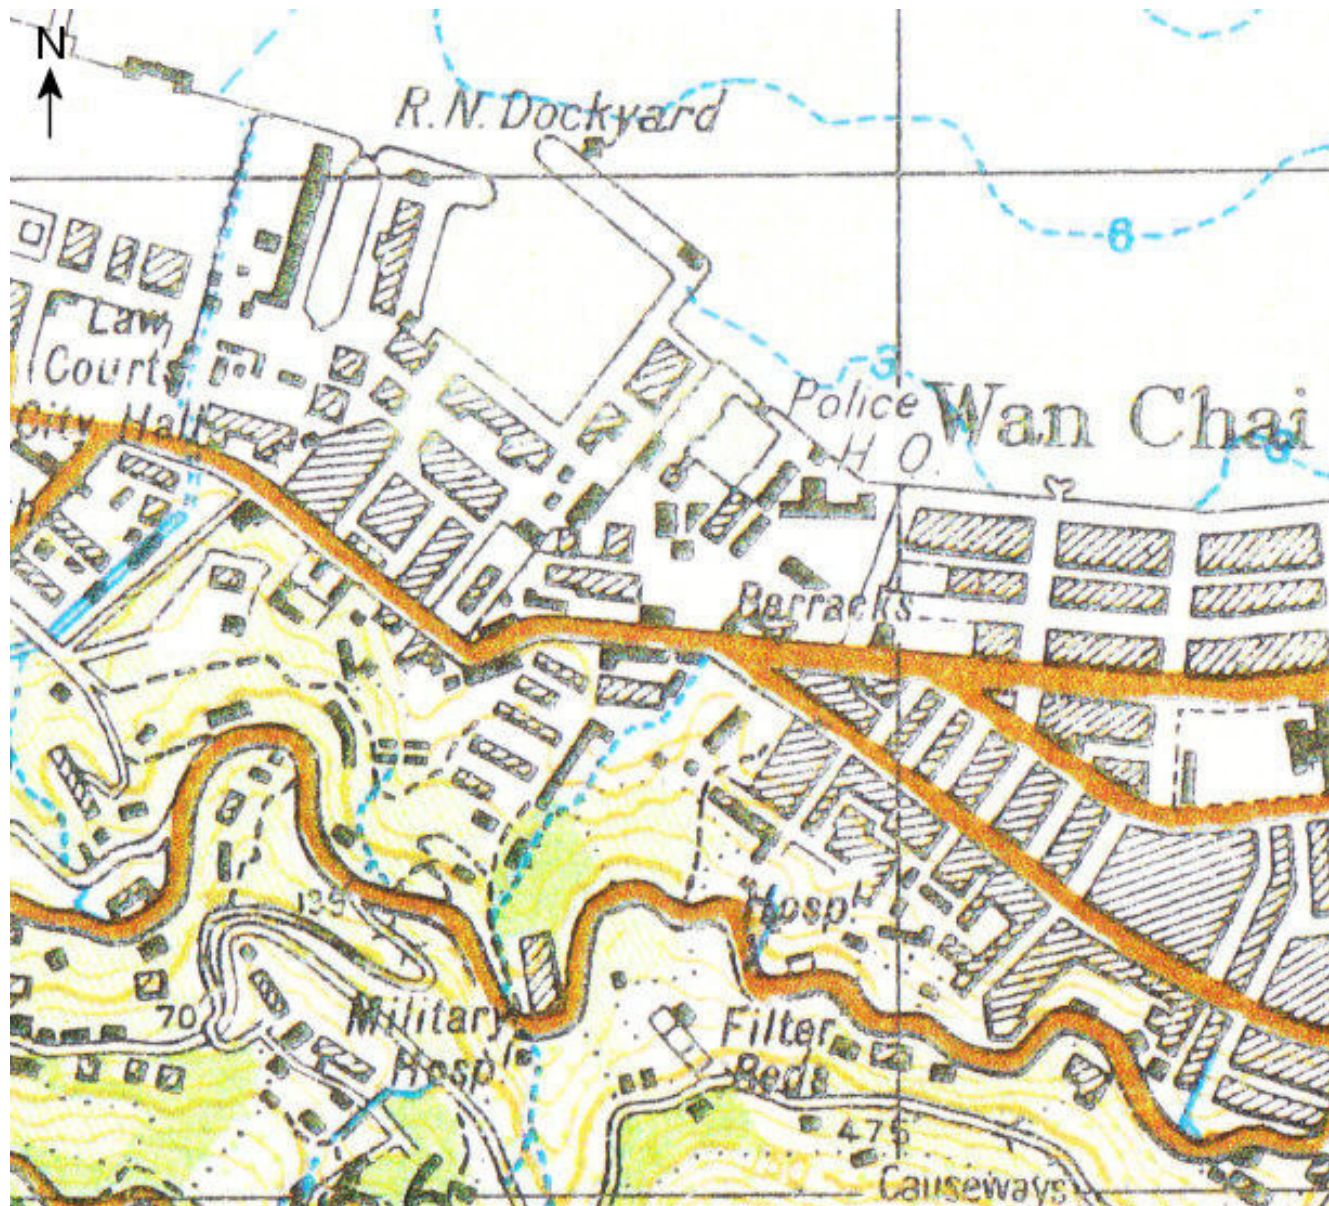 N
R.N. Dockyard
6
Law
Courts
3
Police
H Q.
Wan Chai
3
City Hall
Barracks
Hosp.
139
70
Military
Hosp
Filter
Beds
475
Causeways